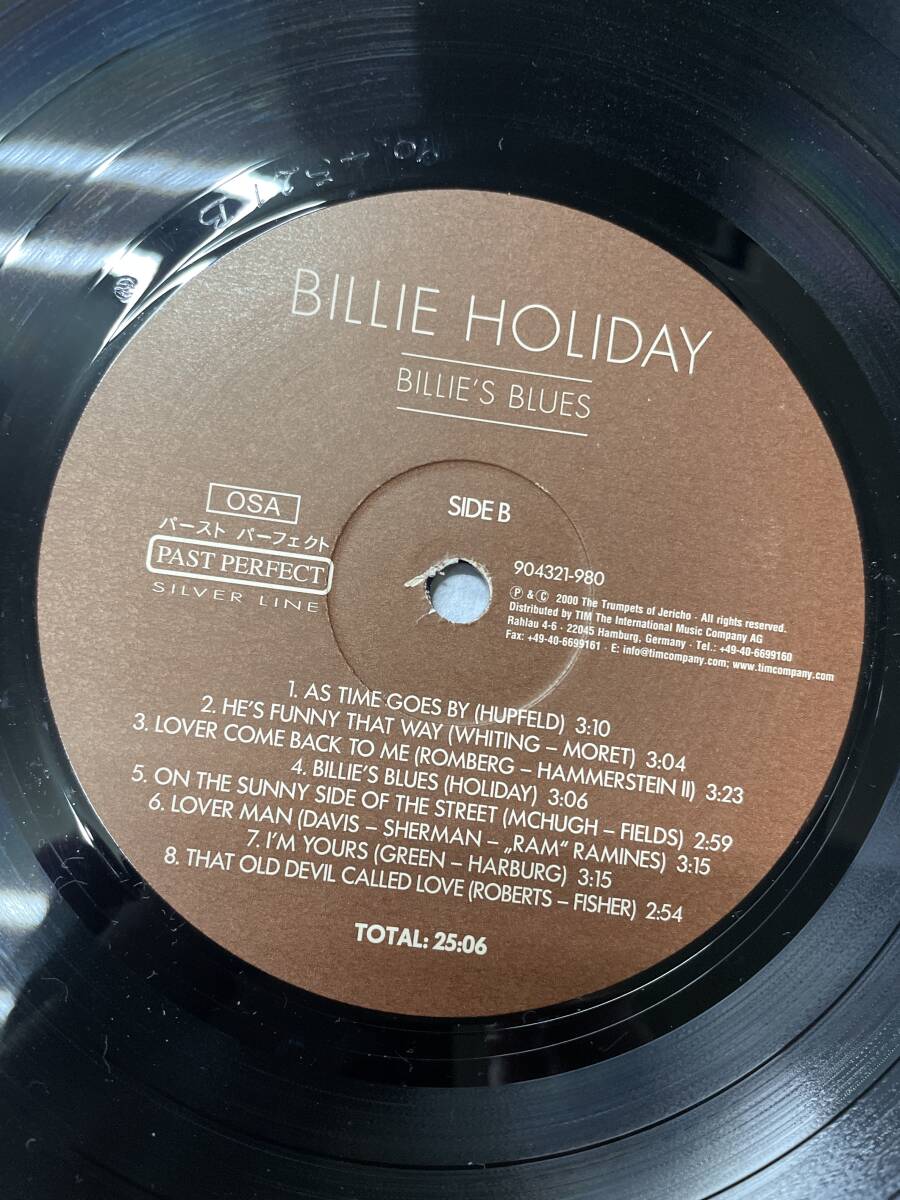 BILLIE HOLIDAY
BILLIE'S BLUES
OSA
パースト パーフェクト
PAST PERFECT
SILVER LINE
SIDE B
904321-980
Ⓟ & © 2000 The Trumpets of Jericho · All rights reserved.
Distributed by TIM The International Music Company AG
Rahlau 4-6 · 22045 Hamburg, Germany · Tel.: +49-40-6699160
Fax: +49-40-6699161 · E: info@timcompany.com; www.timcompany.com
1. AS TIME GOES BY (HUPFELD) 3:10
2. HE'S FUNNY THAT WAY (WHITING – MORET) 3:04
3. LOVER COME BACK TO ME (ROMBERG – HAMMERSTEIN II) 3:23
4. BILLIE'S BLUES (HOLIDAY) 3:06
5. ON THE SUNNY SIDE OF THE STREET (MCHUGH – FIELDS) 2:59
6. LOVER MAN (DAVIS – SHERMAN – „RAM“ RAMINES) 3:15
7. I'M YOURS (GREEN – HARBURG) 3:15
8. THAT OLD DEVIL CALLED LOVE (ROBERTS – FISHER) 2:54
TOTAL: 25:06